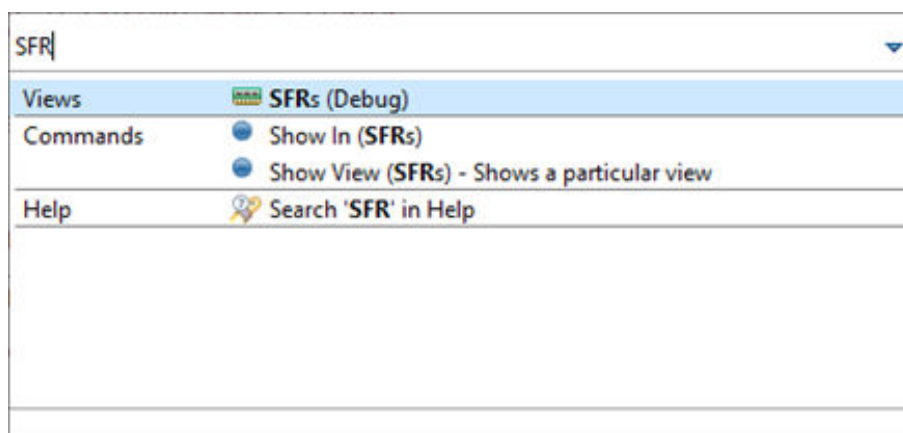 SFR
Views SFRs (Debug)
Commands Show In (SFRs)
Show View (SFRs) - Shows a particular view
Help Search 'SFR' in Help